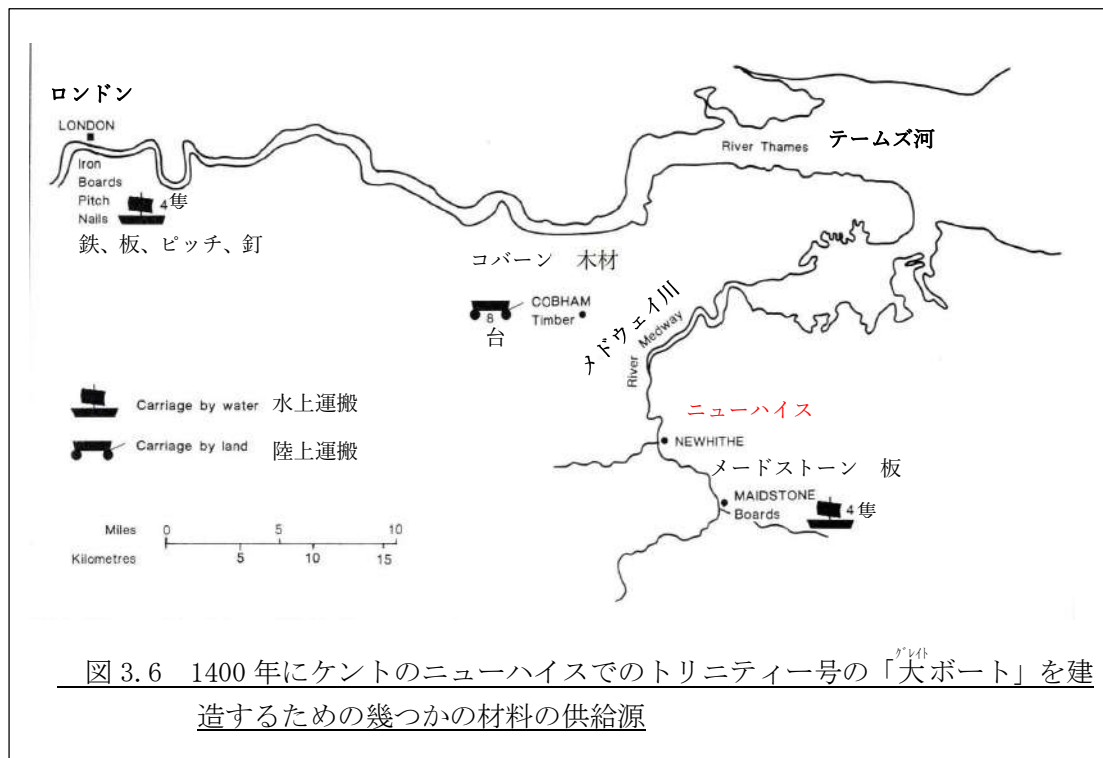 ロンドン
LONDON
Iron
Boards
Pitch
Nails
4隻
鉄、板、ピッチ、釘
River Thames
テームズ河
コバーン 木材
COBHAM
Timber
8
台
メドウェイ川
River Medway
Carriage by water 水上運搬
Carriage by land 陸上運搬
ニューハイス
NEWHITHE
メードストーン 板
MAIDSTONE
Boards
4隻
Miles 0 5 10
Kilometres 5 10 15
図 3.6 1400 年にケントのニューハイスでのトリニティー号の「大グレイトボート」を建
造するための幾つかの材料の供給源